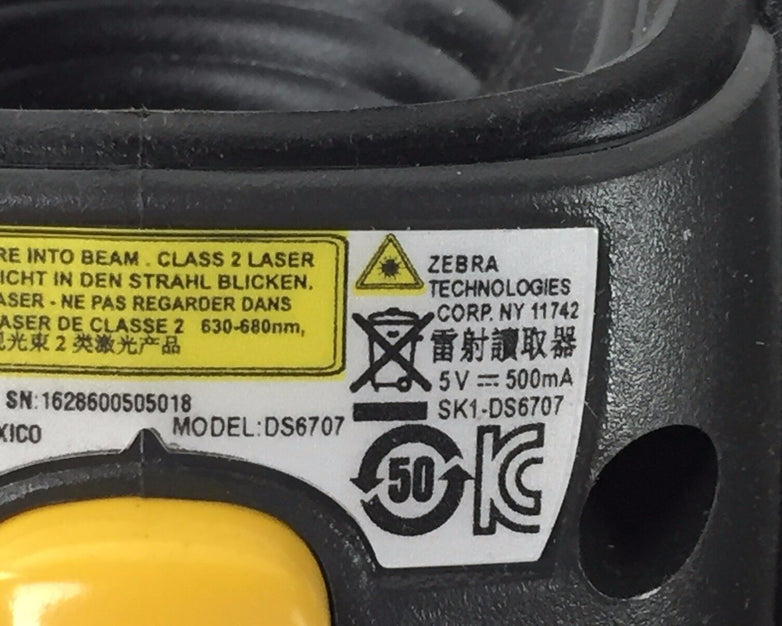 RE INTO BEAM . CLASS 2 LASER
ICHT IN DEN STRAHL BLICKEN.
ASER - NE PAS REGARDER DANS
ASER DE CLASSE 2 630-680nm,
光束 2 类激光产品
SN:1628600505018
XICO
MODEL:DS6707
ZEBRA
TECHNOLOGIES
CORP. NY 11742
雷射讀取器
5V ⎓ 500mA
SK1-DS6707
50
KC